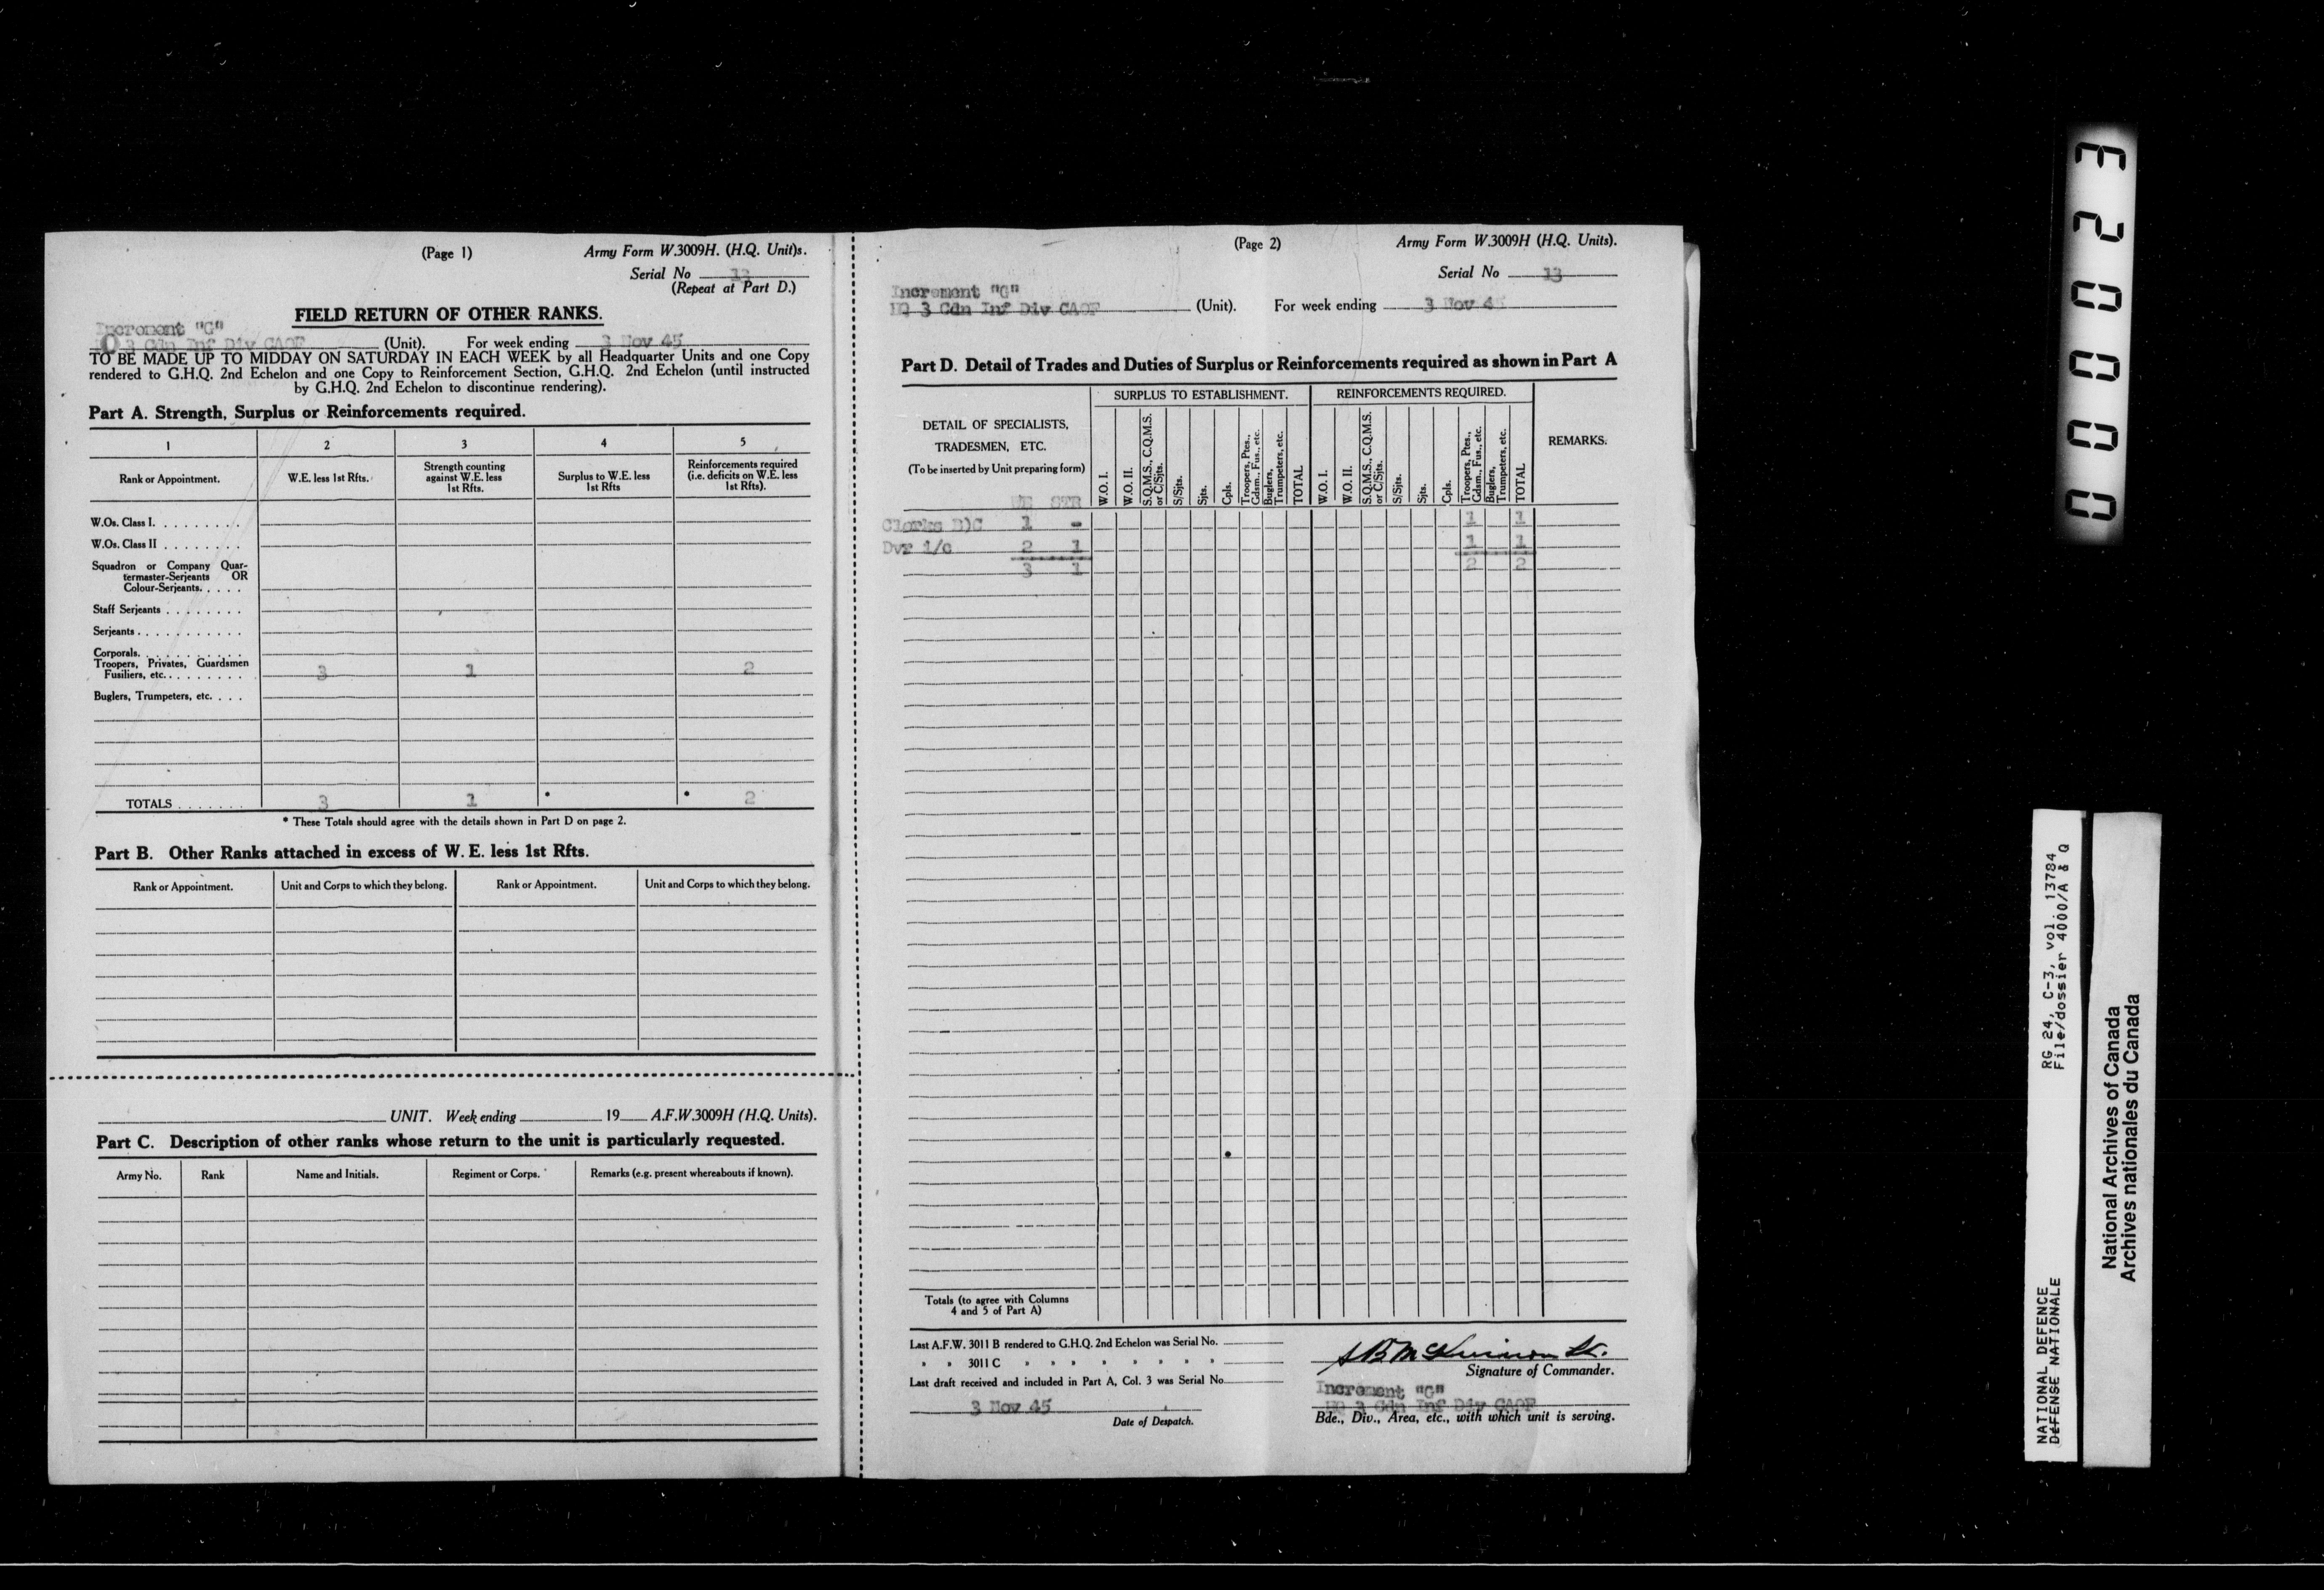 (Page 1)
Army Form W.3009H. (H.Q. Unit)s.
Serial No 13
(Repeat at Part D.)
FIELD RETURN OF OTHER RANKS.
Increment "G"
HQ 3 Cdn Inf Div CAOF (Unit). For week ending 3 Nov 45
TO BE MADE UP TO MIDDAY ON SATURDAY IN EACH WEEK by all Headquarter Units and one Copy
rendered to G.H.Q. 2nd Echelon and one Copy to Reinforcement Section, G.H.Q. 2nd Echelon (until instructed
by G.H.Q. 2nd Echelon to discontinue rendering).
Part A. Strength, Surplus or Reinforcements required.
1 2 3 4 5
Rank or Appointment.
W.E. less 1st Rfts.
Strength counting
against W.E. less
1st Rfts.
Surplus to W.E. less
1st Rfts
Reinforcements required
(i.e. deficits on W.E. less
1st Rfts).
W.Os. Class I. . . . . . . . .
W.Os. Class II . . . . . . . .
Squadron or Company Quar-
termaster-Serjeants OR
Colour-Serjeants. . . . .
Staff Serjeants . . . . . . . .
Serjeants . . . . . . . . . . .
Corporals. . . . . . . . . . .
Troopers, Privates, Guardsmen
Fusiliers, etc. . . . . . . . . 3 1 2
Buglers, Trumpeters, etc. . . .
TOTALS . . . . . . . 3 1 • • 2
* These Totals should agree with the details shown in Part D on page 2.
Part B. Other Ranks attached in excess of W. E. less 1st Rfts.
Rank or Appointment. Unit and Corps to which they belong. Rank or Appointment. Unit and Corps to which they belong.
UNIT. Week ending 19 A.F.W.3009H (H.Q. Units).
Part C. Description of other ranks whose return to the unit is particularly requested.
Army No. Rank Name and Initials. Regiment or Corps. Remarks (e.g. present whereabouts if known).
(Page 2)
Army Form W.3009H (H.Q. Units).
Serial No 13
Increment "G"
HQ 3 Cdn Inf Div CAOF (Unit). For week ending 3 Nov 45
Part D. Detail of Trades and Duties of Surplus or Reinforcements required as shown in Part A
DETAIL OF SPECIALISTS,
TRADESMEN, ETC.
(To be inserted by Unit preparing form)
SURPLUS TO ESTABLISHMENT.
W.O. I.
W.O. II.
S.Q.M.S., C.Q.M.S.
or C/Sjts.
S/Sjts.
Sjts.
Cpls.
Troopers, Ptes.,
Gdsm., Fus., etc.
Buglers,
Trumpeters, etc.
TOTAL
REINFORCEMENTS REQUIRED.
W.O. I.
W.O. II.
S.Q.M.S., C.Q.M.S.
or C/Sjts.
S/Sjts.
Sjts.
Cpls.
Troopers, Ptes.,
Gdsm., Fus., etc.
Buglers,
Trumpeters, etc.
TOTAL
REMARKS.
WE STR
Clerks D)C 1 - 1 1
Dvr i/c 2 1 1 1
3 1 2 2
Totals (to agree with Columns
4 and 5 of Part A)
Last A.F.W. 3011 B rendered to G.H.Q. 2nd Echelon was Serial No.
" " 3011 C " " " " " " " "
Last draft received and included in Part A, Col. 3 was Serial No.
3 Nov 45
Date of Despatch.
Signature of Commander.
Increment "G"
HQ 3 Cdn Inf Div CAOF
Bde., Div., Area, etc., with which unit is serving.
000023
NATIONAL DEFENCE RG 24, C-3, vol. 13784
DÉFENSE NATIONALE File/dossier 4000/A & Q
National Archives of Canada
Archives nationales du Canada